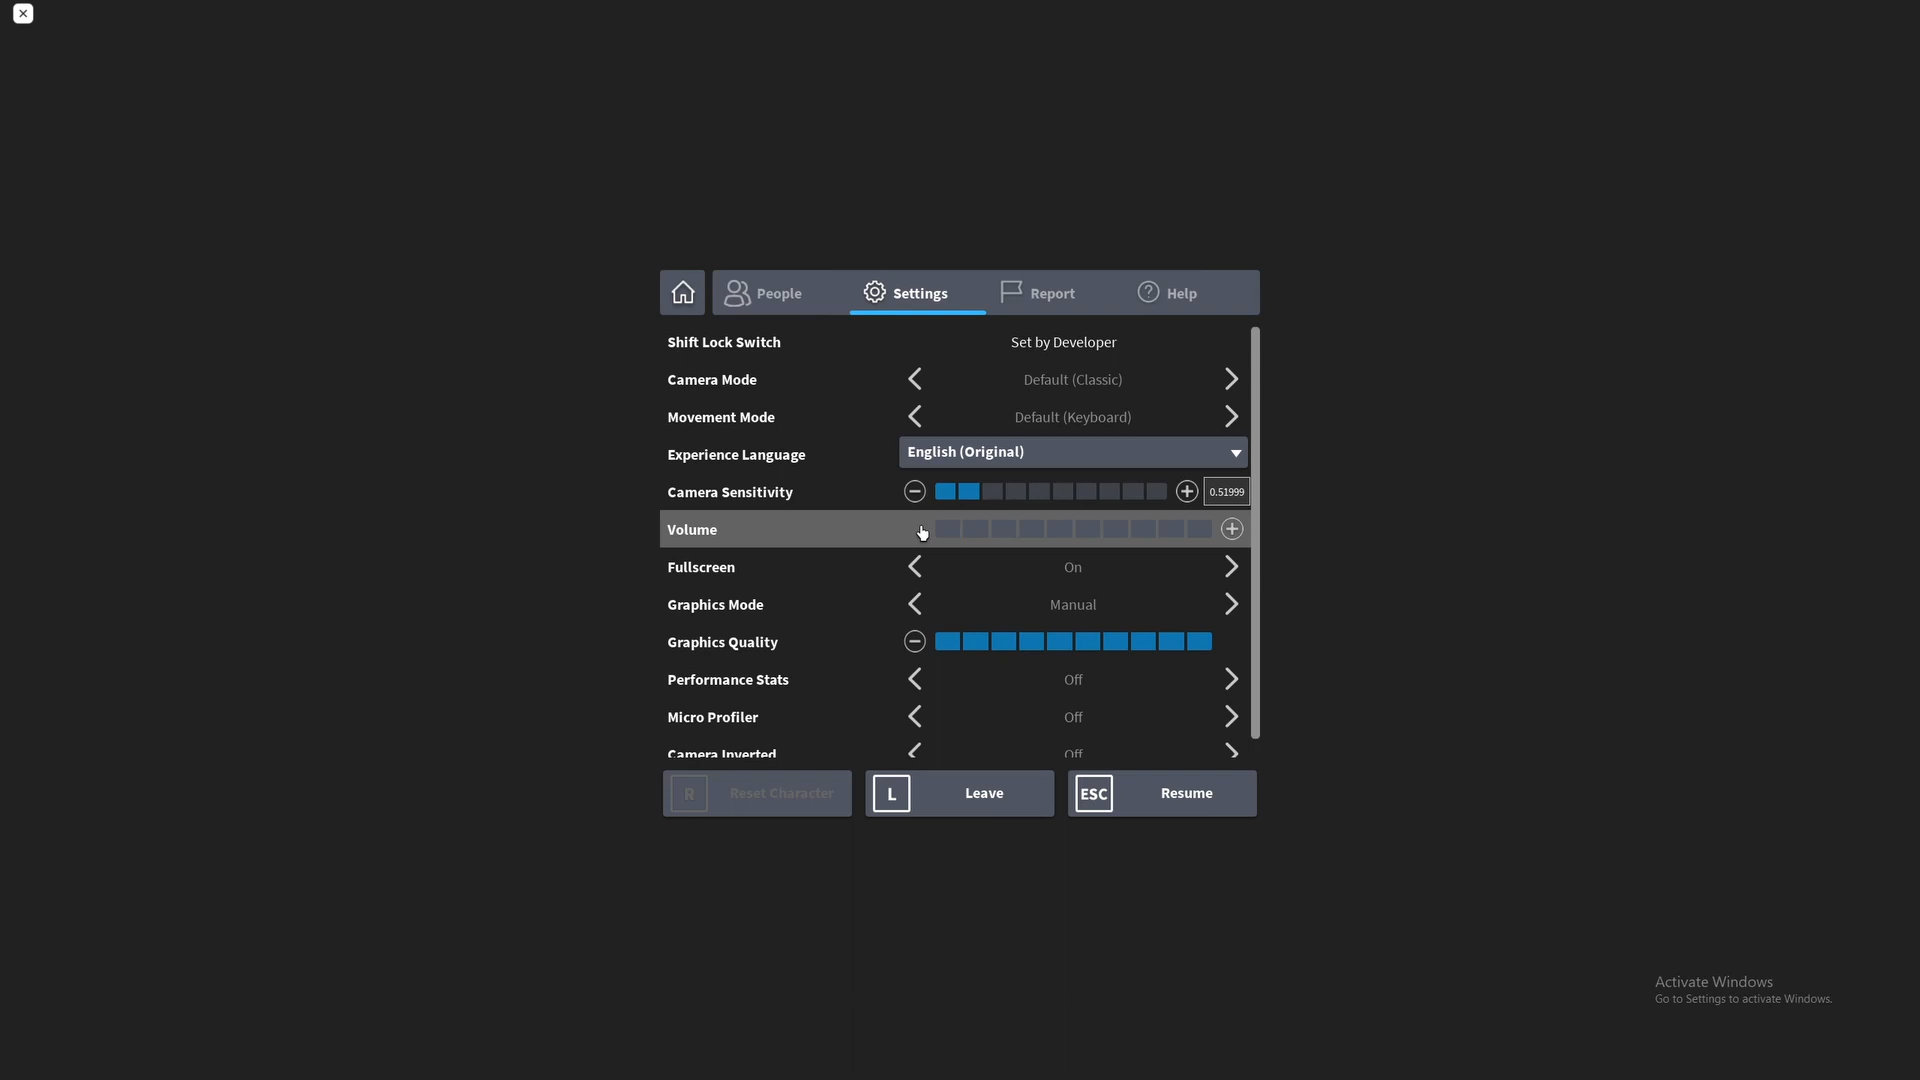 People
Settings
Report
Help
Shift Lock Switch Set by Developer
Camera Mode Default (Classic)
Movement Mode Default (Keyboard)
Experience Language English (Original)
Camera Sensitivity 0.51999
Volume
Fullscreen On
Graphics Mode Manual
Graphics Quality
Performance Stats Off
Micro Profiler Off
Camera Inverted Off
R Reset Character
L Leave
ESC Resume
Activate Windows
Go to Settings to activate Windows.